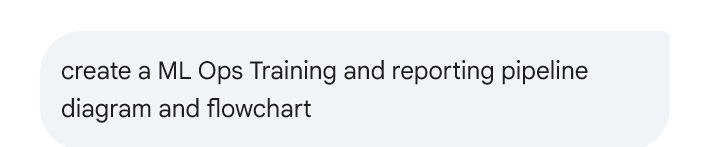 create a ML Ops Training and reporting pipeline
diagram and flowchart